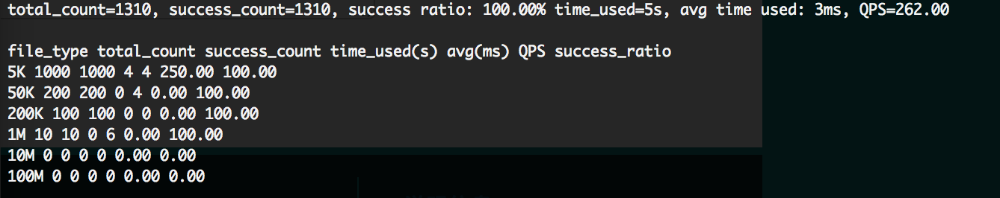 total_count=1310, success_count=1310, success ratio: 100.00% time_used=5s, avg time used: 3ms, QPS=262.00
file_type total_count success_count time_used(s) avg(ms) QPS success_ratio
5K 1000 1000 4 4 250.00 100.00
50K 200 200 0 4 0.00 100.00
200K 100 100 0 0 0.00 100.00
1M 10 10 0 6 0.00 100.00
10M 0 0 0 0 0.00 0.00
100M 0 0 0 0 0.00 0.00